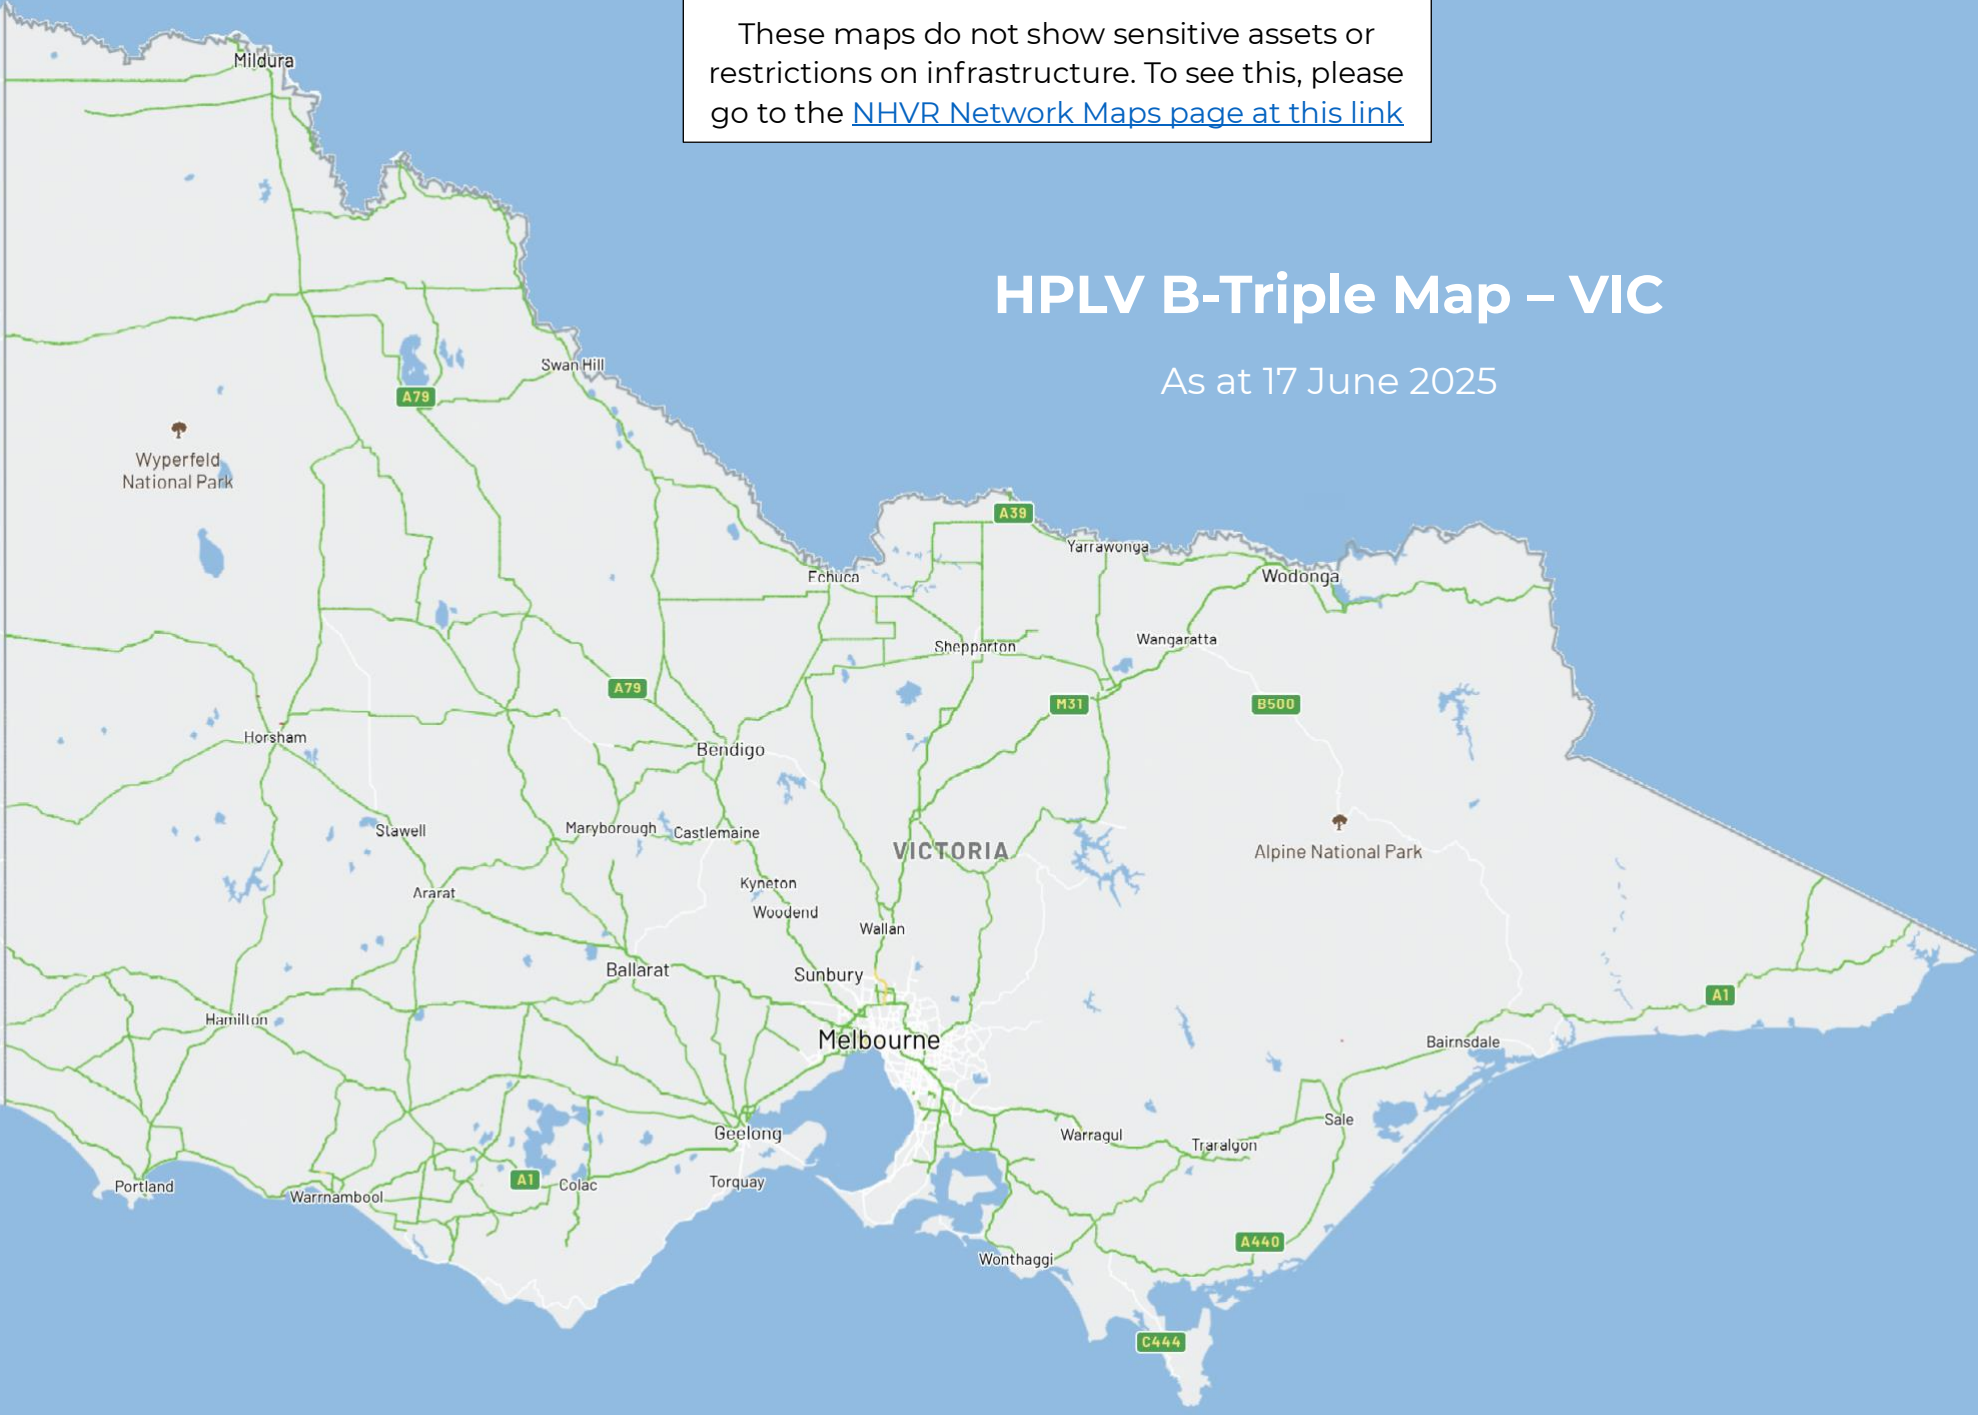 These maps do not show sensitive assets or
restrictions on infrastructure. To see this, please
go to the NHVR Network Maps page at this link
HPLV B-Triple Map – VIC
As at 17 June 2025
Mildura
Swan Hill
A79
Wyperfeld
National Park
A39
Yarrawonga
Echuca
Wodonga
Shepparton
Wangaratta
A79
M31
B500
Horsham
Bendigo
Stawell
Maryborough
Castlemaine
VICTORIA
Alpine National Park
Ararat
Kyneton
Woodend
Wallan
Ballarat
Sunbury
A1
Hamilton
Melbourne
Bairnsdale
Geelong
Warragul
Sale
Traralgon
Portland
Warrnambool
A1
Colac
Torquay
A440
Wonthaggi
C444